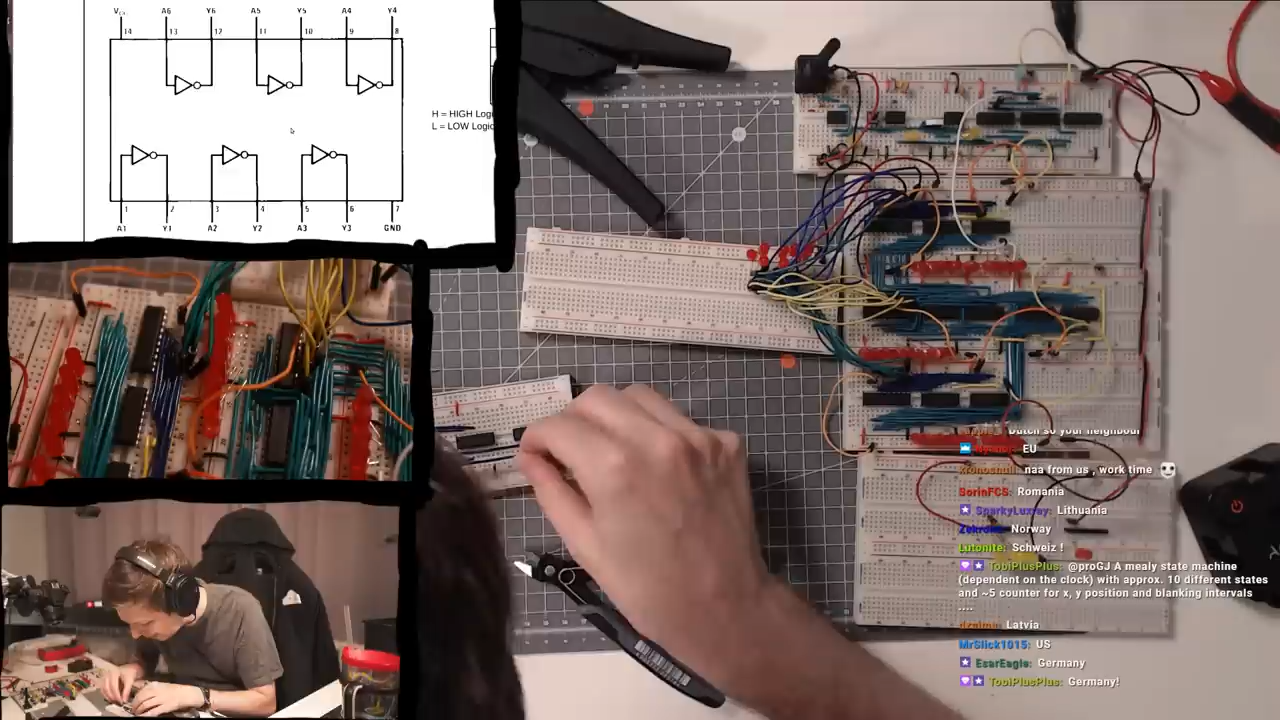 Vcc A6 Y6 A5 Y5 A4 Y4
14 13 12 11 10 9 8
H = HIGH Logi
L = LOW Logic
1 2 3 4 5 6 7
A1 Y1 A2 Y2 A3 Y3 GND
Dutch so your neighbour
EU
naa from us , work time
SorinFCS: Romania
SparkyLuxray: Lithuania
Norway
Lutonite: Schweiz !
TobiPlusPlus: @proGJ A mealy state machine
(dependent on the clock) with approx. 10 different states
and ~5 counter for x, y position and blanking intervals
....
Latvia
MrSlick1015: US
EsarEagle: Germany
TobiPlusPlus: Germany!